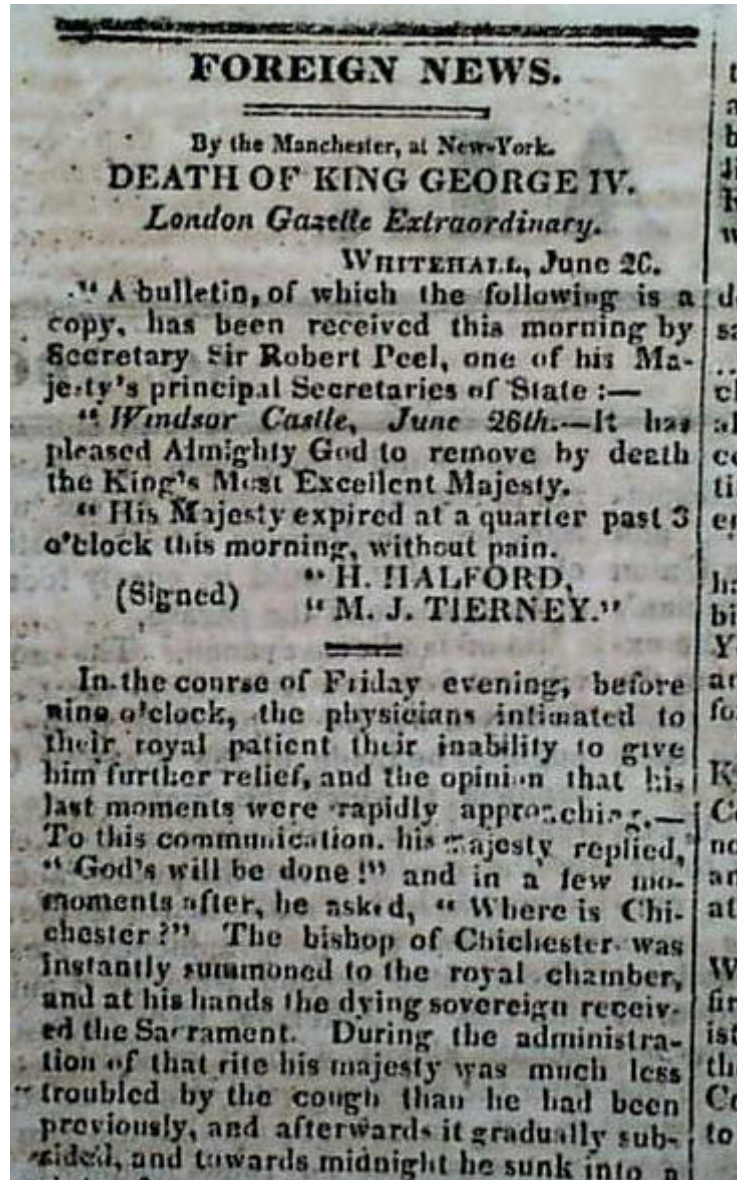 FOREIGN NEWS.
By the Manchester, at New-York.
DEATH OF KING GEORGE IV.
London Gazette Extraordinary.
WHITEHALL, June 26.
"A bulletin, of which the following is a
copy, has been received this morning by
Secretary Sir Robert Peel, one of his Ma-
jesty's principal Secretaries of State :—
"Windsor Castle, June 26th.—It has
pleased Almighty God to remove by death
the King's Most Excellent Majesty.
"His Majesty expired at a quarter past 3
o'clock this morning, without pain.
(Signed)
"H. HALFORD,
"M. J. TIERNEY."
In the course of Friday evening, before
nine o'clock, the physicians intimated to
their royal patient their inability to give
him further relief, and the opinion that his
last moments were rapidly approaching.—
To this communication. his majesty replied,
"God's will be done!" and in a few mo-
moments after, he asked, "Where is Chi-
chester?" The bishop of Chichester was
instantly summoned to the royal chamber,
and at his hands the dying sovereign receiv-
ed the Sacrament. During the administra-
tion of that rite his majesty was much less
troubled by the cough than he had been
previously, and afterwards it gradually sub-
sided, and towards midnight he sunk into a